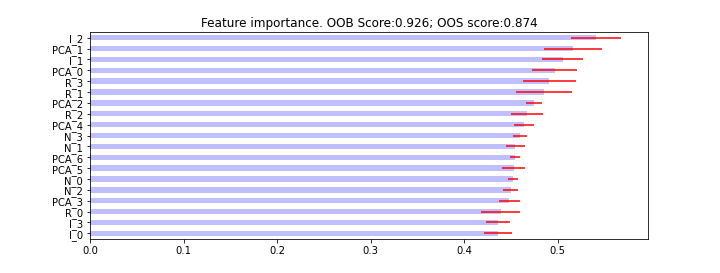 Feature importance. OOB Score:0.926; OOS score:0.874
I_2
PCA_1
I_1
PCA_0
R_3
R_1
PCA_2
R_2
PCA_4
N_3
N_1
PCA_6
PCA_5
N_0
N_2
PCA_3
R_0
I_3
I_0
0.0 0.1 0.2 0.3 0.4 0.5